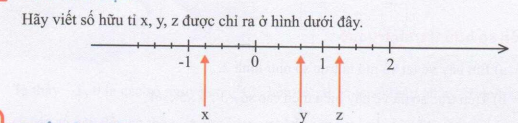 Hãy viết số hữu tỉ x, y, z được chỉ ra ở hình dưới đây.
-1 0 1 2
x y z